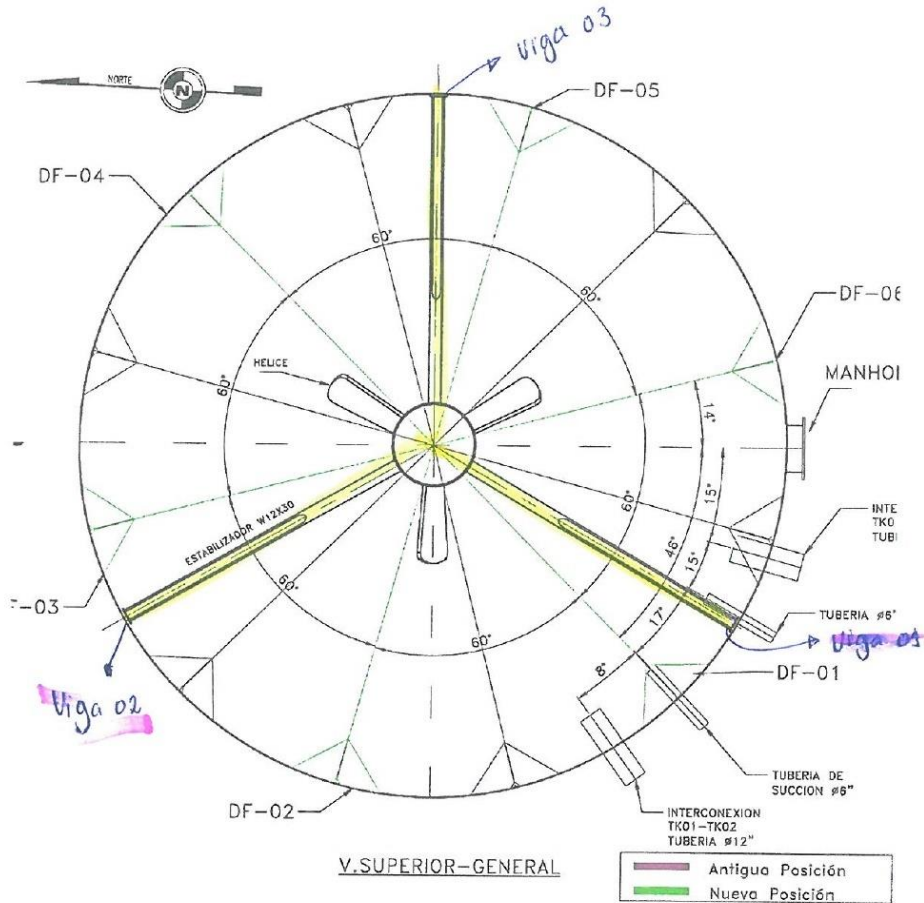 Viga 03
NORTE
N
DF-05
DF-04
60°
60°
DF-06
HELICE
MANHOL
60°
14°
15°
ESTABILIZADOR W12X30
60°
46°
15°
INTE
TK0
TUBI
60°
17°
TUBERIA ø6"
-03
Viga 01
60°
8°
DF-01
Viga 02
TUBERIA DE
SUCCION ø6"
DF-02
INTERCONEXION
TK01-TK02
TUBERIA ø12"
V.SUPERIOR-GENERAL
Antigua Posición
Nueva Posición